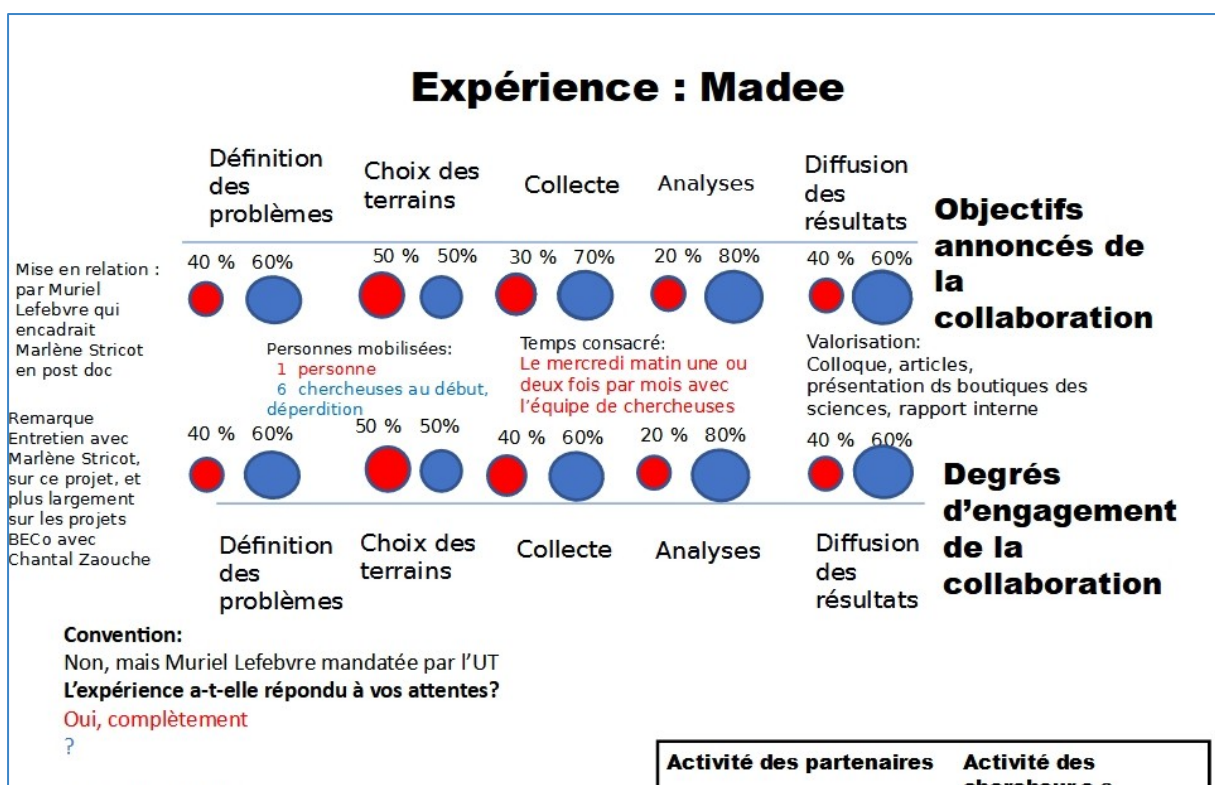 Expérience : Madee
Définition
des
problèmes
Choix des
terrains
Collecte
Analyses
Diffusion
des
résultats
Objectifs
annoncés de
la
collaboration
40 % 60%
50 % 50%
30 % 70%
20 % 80%
40 % 60%
Mise en relation :
par Muriel
Lefebvre qui
encadrait
Marlène Stricot
en post doc
Personnes mobilisées:
1 personne
6 chercheuses au début,
déperdition
Temps consacré:
Le mercredi matin une ou
deux fois par mois avec
l'équipe de chercheuses
Valorisation:
Colloque, articles,
présentation ds boutiques des
sciences, rapport interne
Remarque
Entretien avec
Marlène Stricot,
sur ce projet, et
plus largement
sur les projets
BECo avec
Chantal Zaouche
40 % 60%
50 % 50%
40 % 60%
20 % 80%
40 % 60%
Degrés
d'engagement
de la
collaboration
Définition
des
problèmes
Choix des
terrains
Collecte
Analyses
Diffusion
des
résultats
Convention:
Non, mais Muriel Lefebvre mandatée par l'UT
L'expérience a-t-elle répondu à vos attentes?
Oui, complètement
?
Activité des partenaires
Activité des